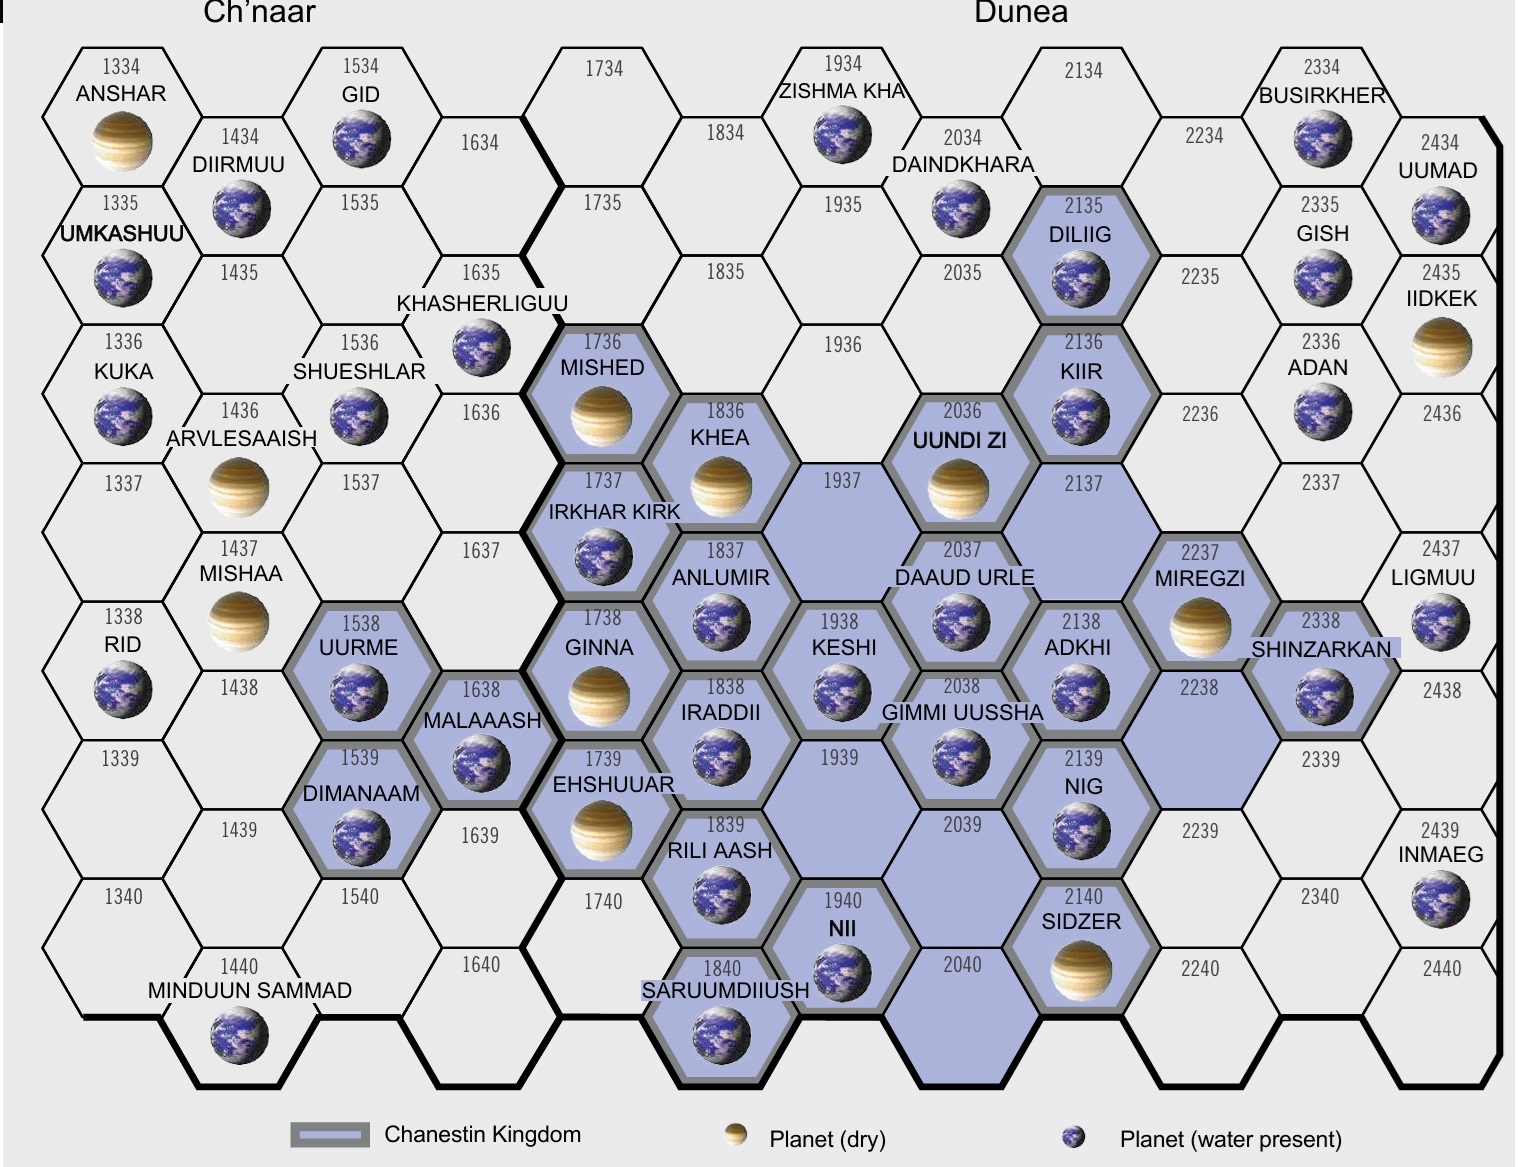 Ch'naar
Dunea
1334
ANSHAR
1534
GID
1734
1934
ZISHMA KHA
2134
2334
BUSIRKHER
1434
DIIRMUU
1634
1834
2034
DAINDKHARA
2234
2434
UUMAD
1335
UMKASHUU
1535
1735
1935
2135
DILIIG
2335
GISH
1435
1635
KHASHERLIGUU
1835
2035
2235
2435
IIDKEK
1336
KUKA
1536
SHUESHLAR
1736
MISHED
1936
2136
KIIR
2336
ADAN
1436
ARVLESAAISH
1636
1836
KHEA
2036
UUNDI ZI
2236
2436
1337
1537
1737
IRKHAR KIRK
1937
2137
2337
1437
MISHAA
1637
1837
ANLUMIR
2037
DAAUD URLE
2237
MIREGZI
2437
LIGMUU
1338
RID
1538
UURME
1738
GINNA
1938
KESHI
2138
ADKHI
2338
SHINZARKAN
1438
1638
MALAAASH
1838
IRADDII
2038
GIMMI UUSSHA
2238
2438
1339
1539
DIMANAAM
1739
EHSHUUAR
1939
2139
NIG
2339
1439
1639
1839
RILI AASH
2039
2239
2439
INMAEG
1340
1540
1740
1940
NII
2140
SIDZER
2340
1440
MINDUUN SAMMAD
1640
1840
SARUUMDIIUSH
2040
2240
2440
Chanestin Kingdom
Planet (dry)
Planet (water present)